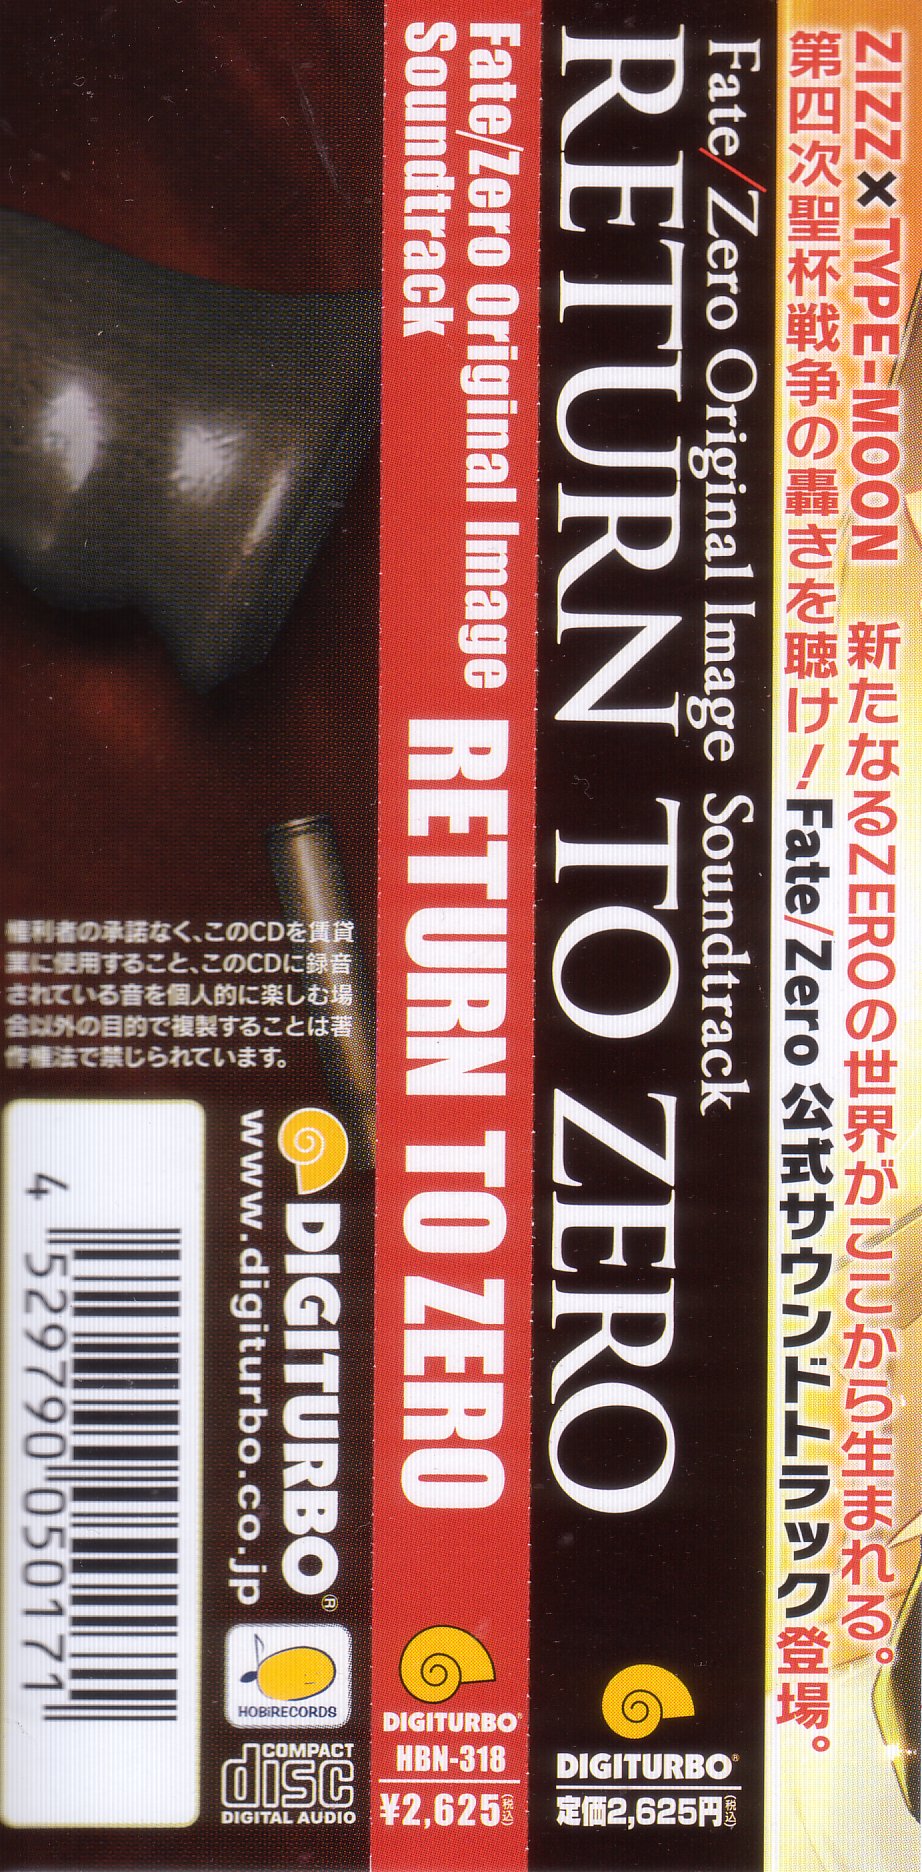 ZIZZ×TYPE-MOON 新たなるZEROの世界がここから生まれる。
第四次聖杯戦争の轟きを聴け!Fate/Zero 公式サウンドトラック登場。
Fate/Zero Original Image Soundtrack
RETURN TO ZERO
DIGITURBO®
定価2,625円(税込)
Fate/Zero Original Image
Soundtrack
RETURN TO ZERO
DIGITURBO®
HBN-318
¥2,625(税込)
権利者の承諾なく、このCDを賃貸
業に使用すること、このCDに録音
されている音を個人的に楽しむ場
合以外の目的で複製することは著
作権法で禁じられています。
DIGITURBO®
www.digiturbo.co.jp
HOBiRECORDS
COMPACT
disc
DIGITAL AUDIO
4 529790 050171